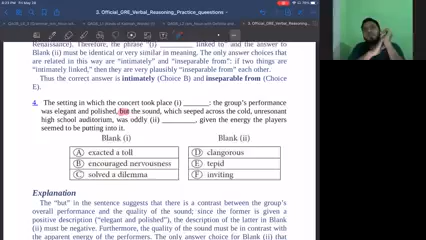 Renaissance). Therefore, the phrase "(i) ________ linked to" and the answer to
Blank (ii) must be identical or very similar in meaning. The only answer choices
that are related in this way are "intimately" and "inseparable from": if two things
are "intimately linked," then they are very plausibly "inseparable from" each other.
Thus the correct answer is intimately (Choice B) and inseparable from (Choice
E).
4. The setting in which the concert took place (i) ________: the group's performance
was elegant and polished, but the sound, which seeped across the cold, unresonant
high school auditorium, was oddly (ii) ________, given the energy the players
seemed to be putting into it.
Blank (i) Blank (ii)
A exacted a toll D clangorous
B encouraged nervousness E tepid
C solved a dilemma F inviting
Explanation
The "but" in the sentence suggests that there is a contrast between the group's
overall performance and the quality of the sound; since the former is given a
positive description ("elegant and polished"), the description of the latter in Blank
(ii) must be negative. Furthermore, the quality of the sound must be in contrast with
the apparent energy of the performers. The only answer choice for Blank (ii) that